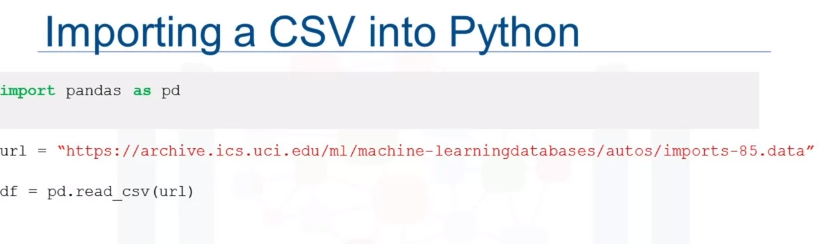 Importing a CSV into Python
import pandas as pd
url = “https://archive.ics.uci.edu/ml/machine-learningdatabases/autos/imports-85.data”
df = pd.read_csv(url)